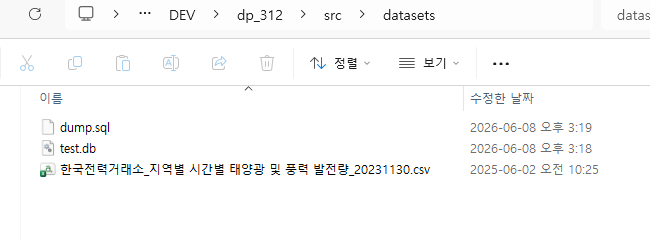 DEV > dp_312 > src > datasets datas
정렬 보기
이름 수정한 날짜
dump.sql 2026-06-08 오후 3:19
test.db 2026-06-08 오후 3:18
한국전력거래소_지역별 시간별 태양광 및 풍력 발전량_20231130.csv 2025-06-02 오전 10:25